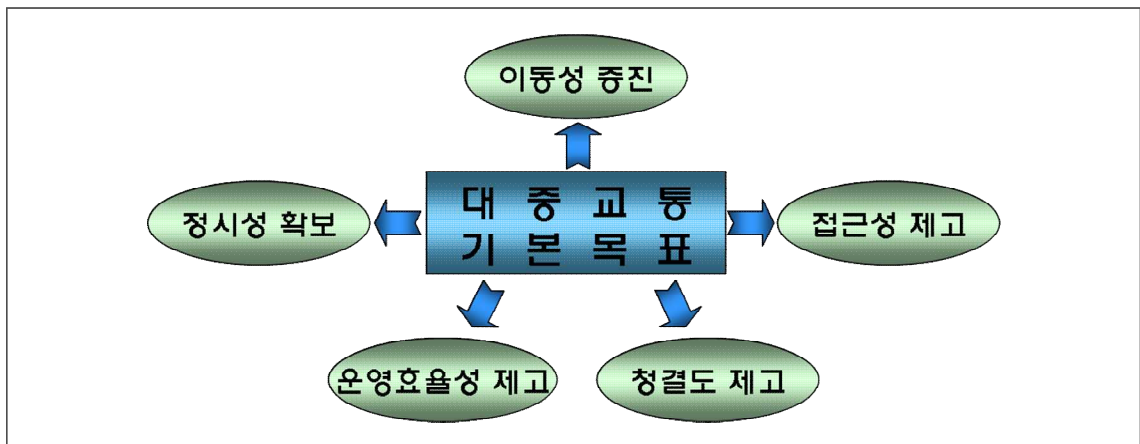 이동성 증진
정시성 확보
대 중 교 통
기 본 목 표
접근성 제고
운영효율성 제고
청결도 제고